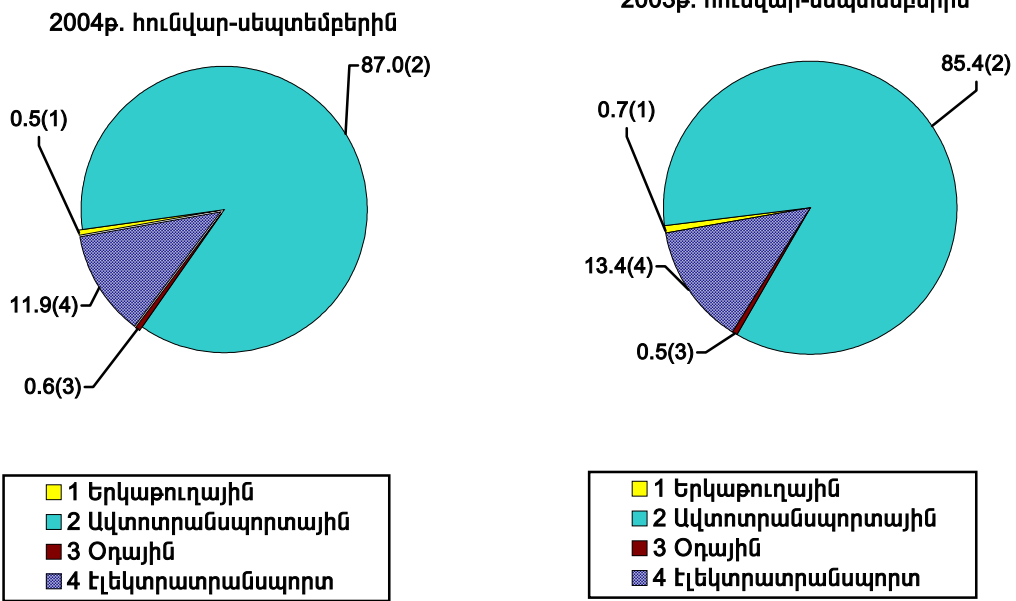 2004թ. հունվար-սեպտեմբերին
87.0(2)
0.5(1)
11.9(4)
0.6(3)
1 Երկաթուղային
2 Ավտոտրանսպորտային
3 Օդային
4 Էլեկտրատրանսպորտ
հունվար-սեպտեմբերին
85.4(2)
0.7(1)
13.4(4)
0.5(3)
1 Երկաթուղային
2 Ավտոտրանսպորտային
3 Օդային
4 Էլեկտրատրանսպորտ